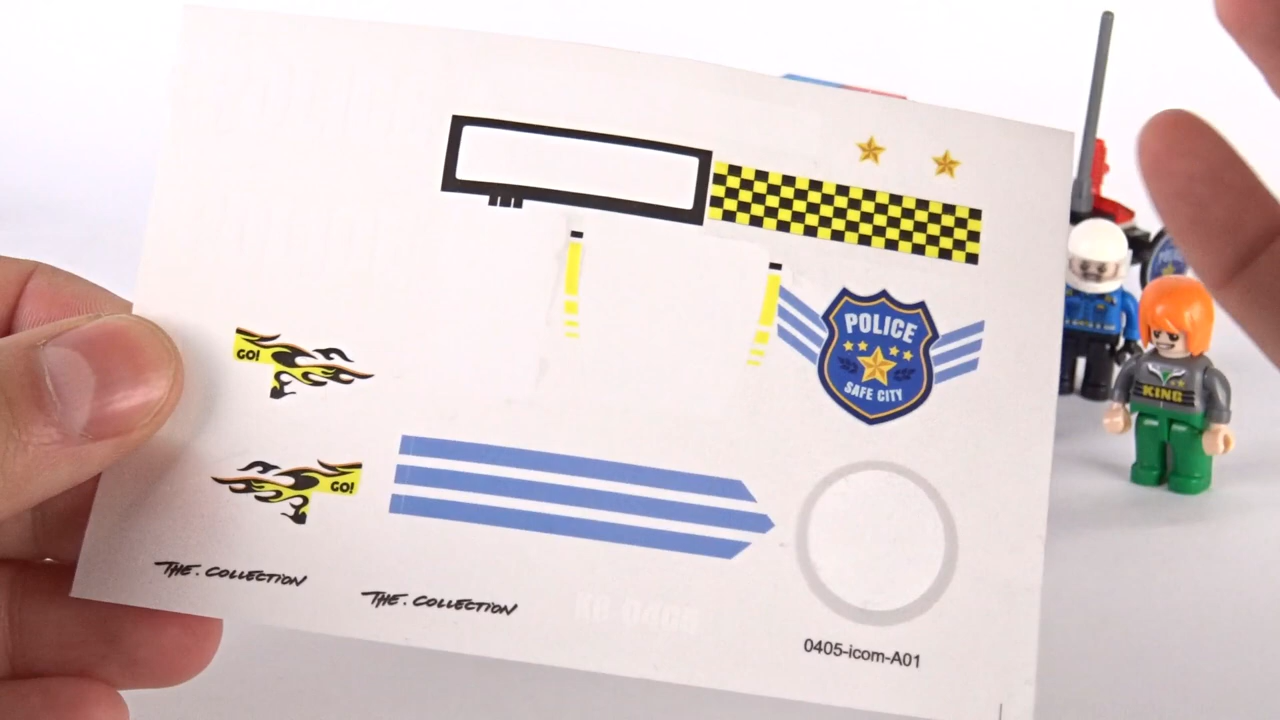 POLICE
SAFE CITY
GO!
GO!
THE. COLLECTION
THE. COLLECTION
0405-icom-A01
KING